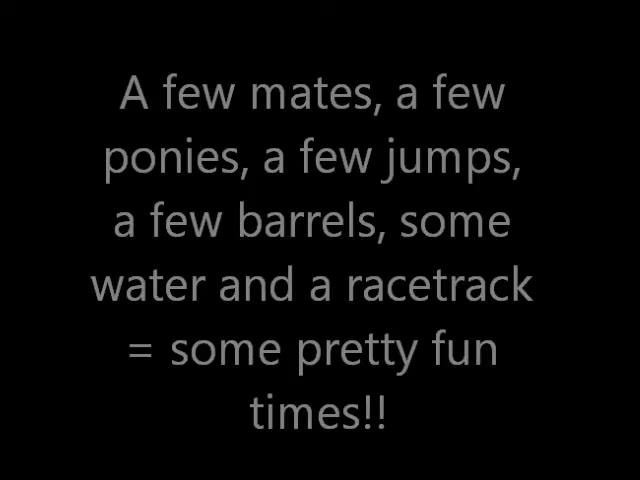 A few mates, a few
ponies, a few jumps,
a few barrels, some
water and a racetrack
= some pretty fun
times!!